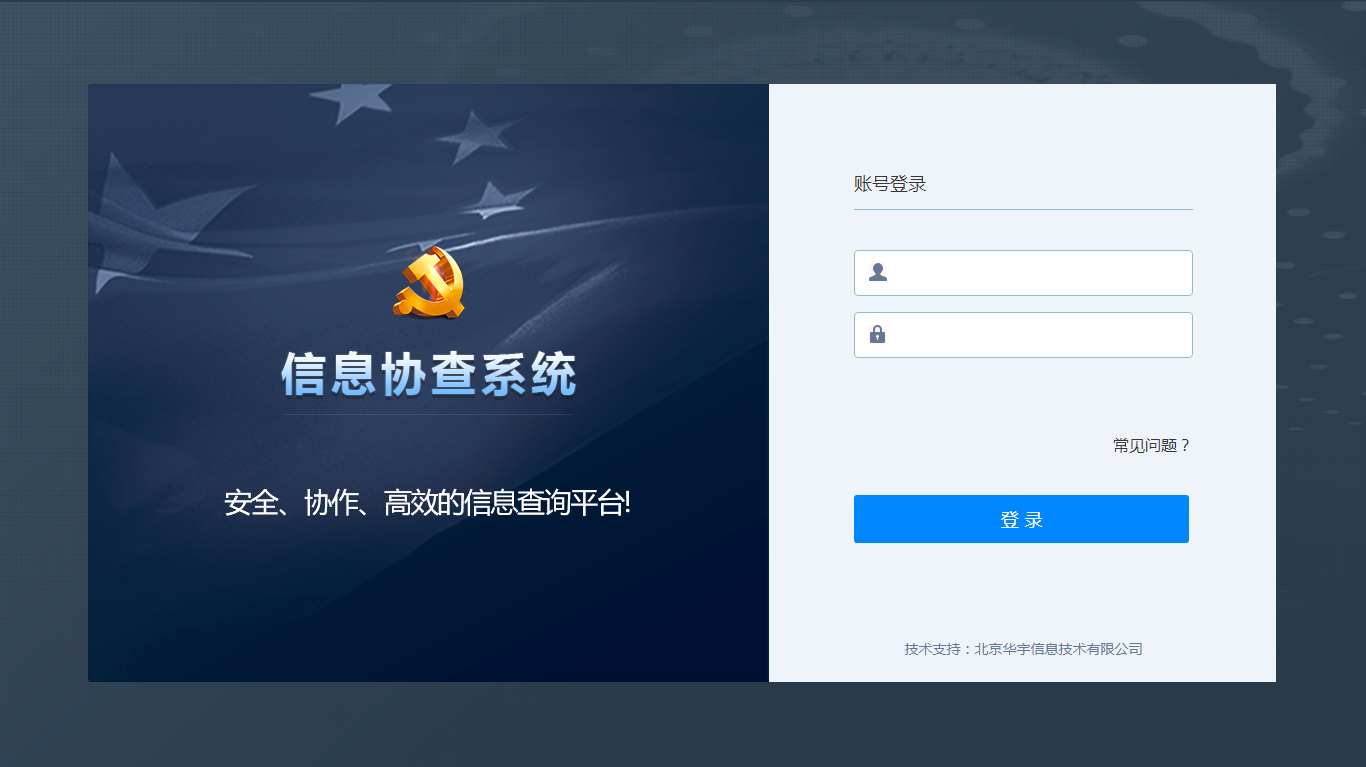 信息协查系统
安全、协作、高效的信息查询平台!
账号登录
常见问题？
登 录
技术支持：北京华宇信息技术有限公司